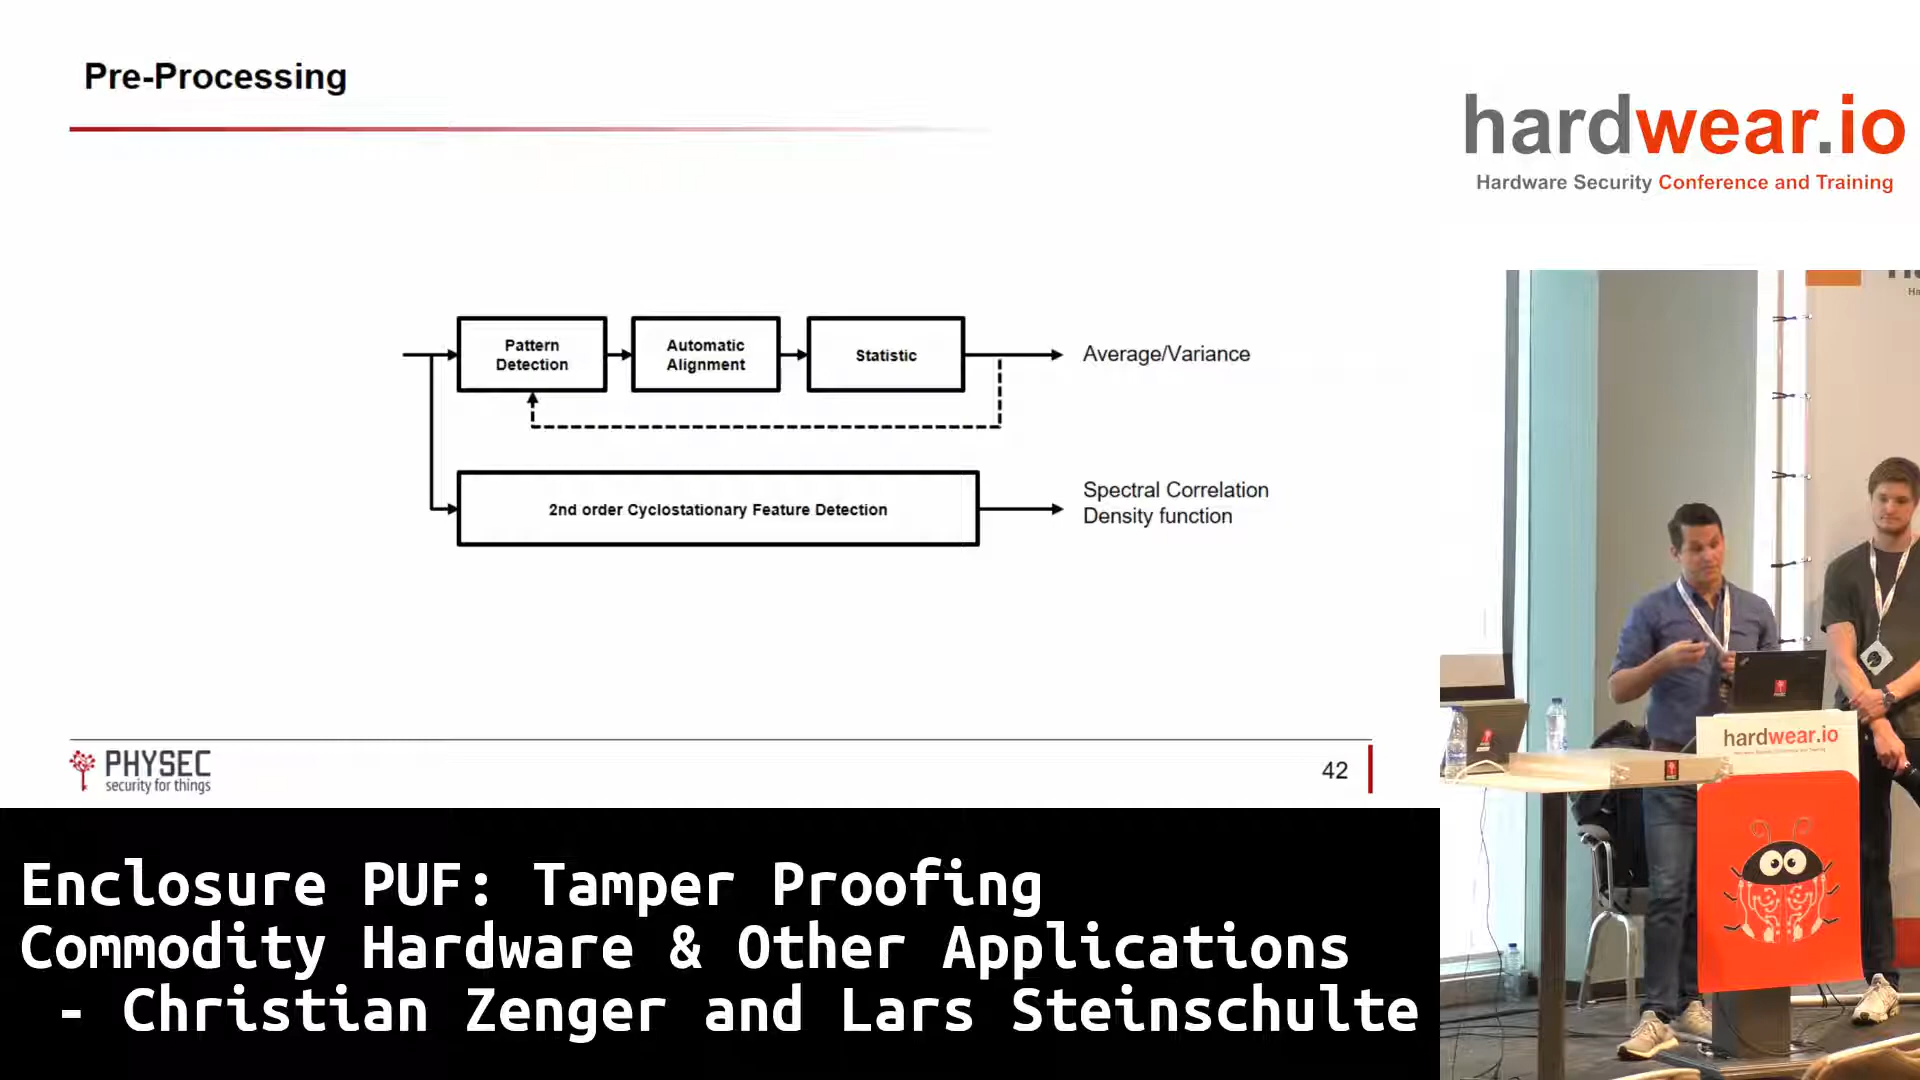 Pre-Processing
hardwear.io
Hardware Security Conference and Training
Pattern
Detection
Automatic
Alignment
Statistic
Average/Variance
2nd order Cyclostationary Feature Detection
Spectral Correlation
Density function
PHYSEC
security for things
42
hardwear.io
Enclosure PUF: Tamper Proofing
Commodity Hardware & Other Applications
- Christian Zenger and Lars Steinschulte